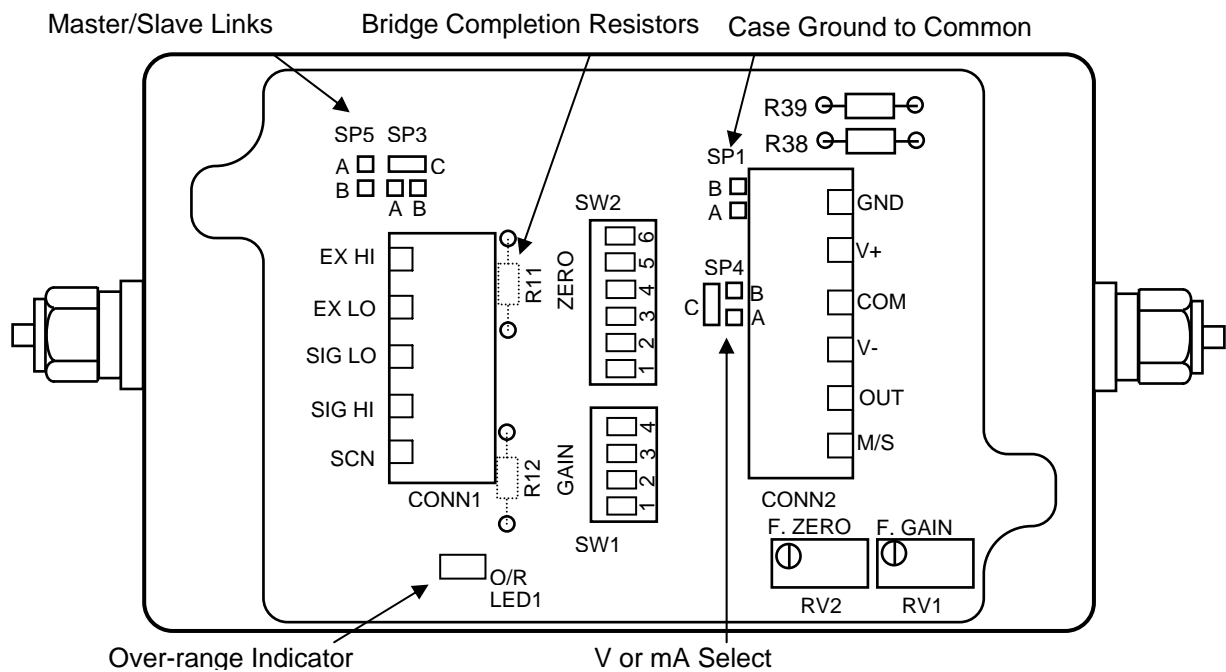 Master/Slave Links
Bridge Completion Resistors
Case Ground to Common
R39
R38
SP5 SP3
A
C
B
A B
SP1
B
A
SW2
6
5
4
3
2
1
ZERO
R11
EX HI
EX LO
SIG LO
SIG HI
SCN
CONN1
R12
SP4
C
B
A
GND
V+
COM
V-
OUT
M/S
CONN2
GAIN
4
3
2
1
SW1
F. ZERO
F. GAIN
RV2
RV1
O/R
LED1
Over-range Indicator
V or mA Select